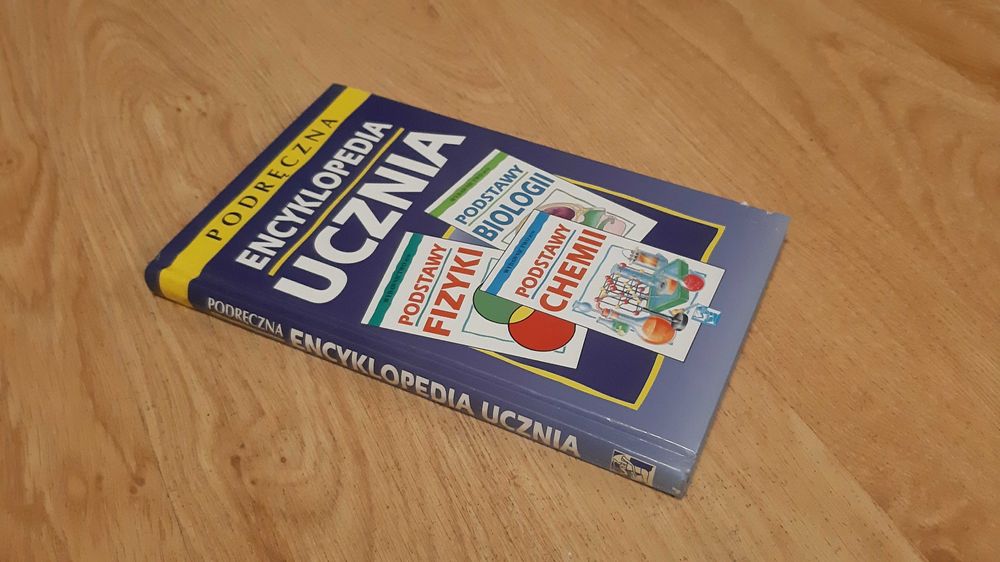 PODRĘCZNA
ENCYKLOPEDIA
UCZNIA
PODSTAWY
BIOLOGII
PODSTAWY
FIZYKI
PODSTAWY
CHEMII
PODRĘCZNA ENCYKLOPEDIA UCZNIA